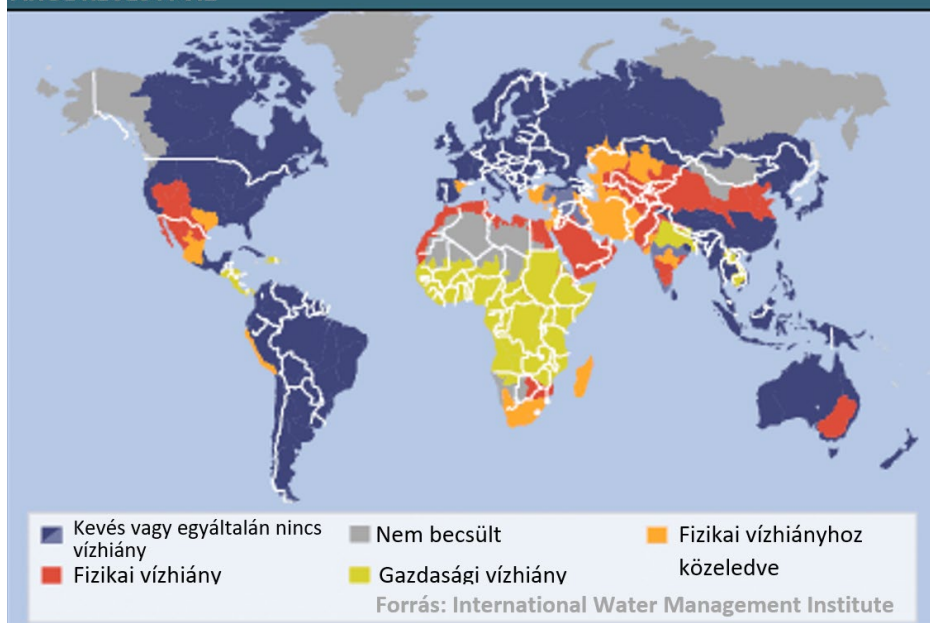 Kevés vagy egyáltalán nincs
vízhiány
Fizikai vízhiány
Nem becsült
Gazdasági vízhiány
Fizikai vízhiányhoz
közeledve
Forrás: International Water Management Institute